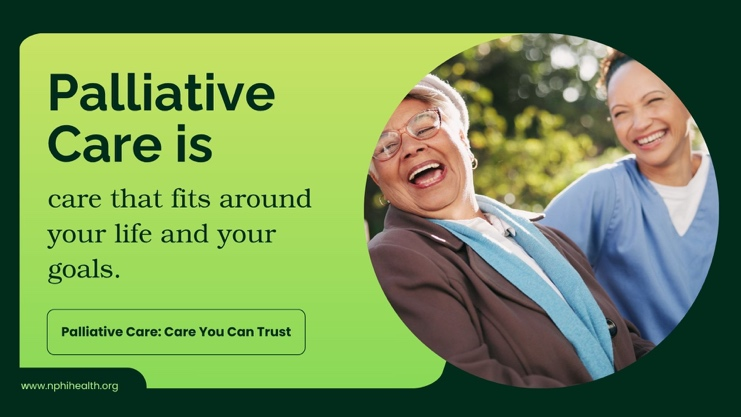 Palliative
Care is
care that fits around
your life and your
goals.
Palliative Care: Care You Can Trust
www.nphihealth.org